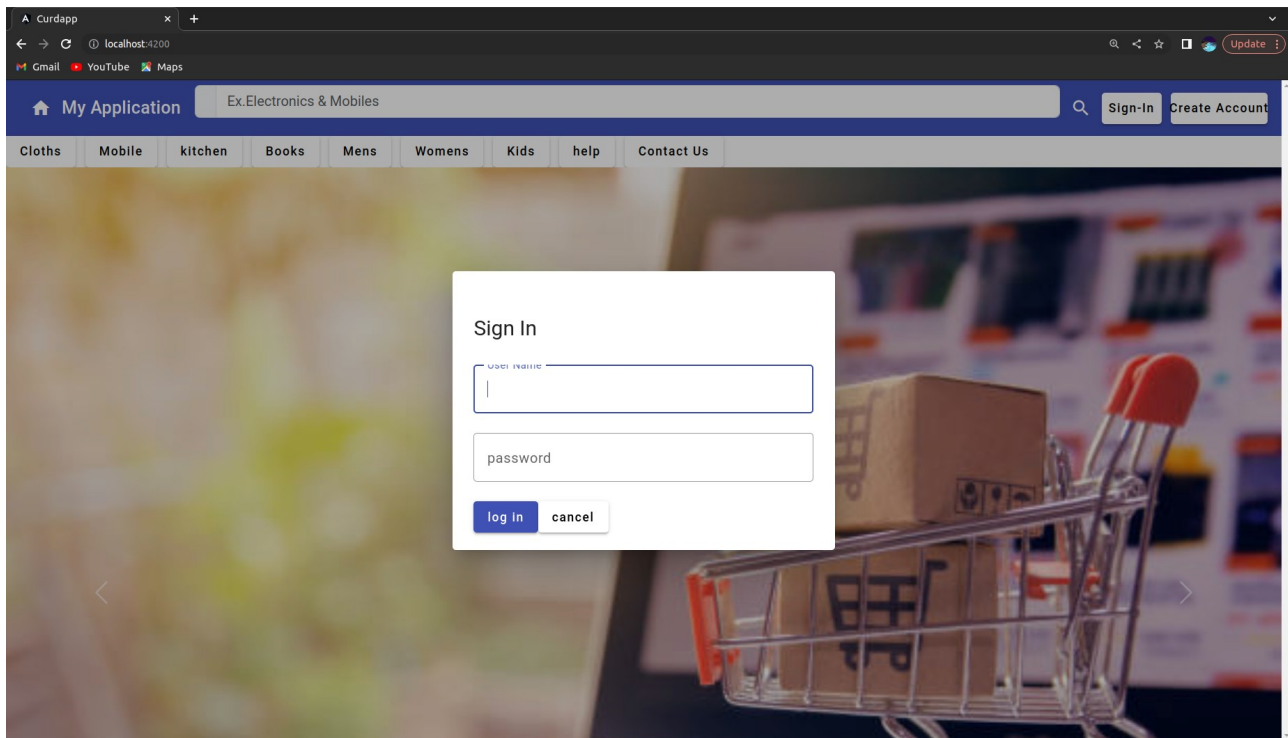 Curdapp
localhost:4200
Update
Gmail YouTube Maps
My Application
Ex.Electronics & Mobiles
Sign-In
Create Account
Cloths Mobile kitchen Books Mens Womens Kids help Contact Us
Sign In
User Name
password
log in
cancel